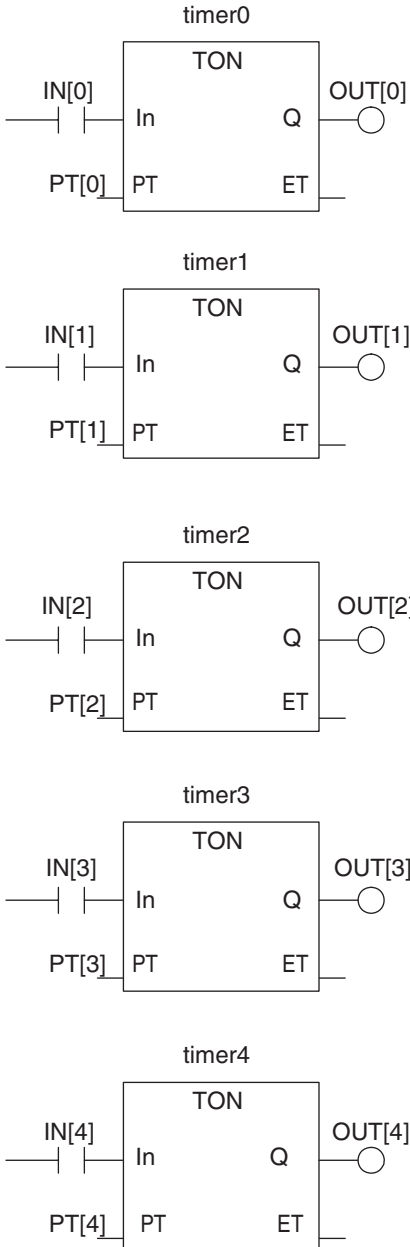 timer0
TON
IN[0] OUT[0]
In Q
PT[0] PT ET
timer1
TON
IN[1] OUT[1]
In Q
PT[1] PT ET
timer2
TON
IN[2] OUT[2]
In Q
PT[2] PT ET
timer3
TON
IN[3] OUT[3]
In Q
PT[3] PT ET
timer4
TON
IN[4] OUT[4]
In Q
PT[4] PT ET